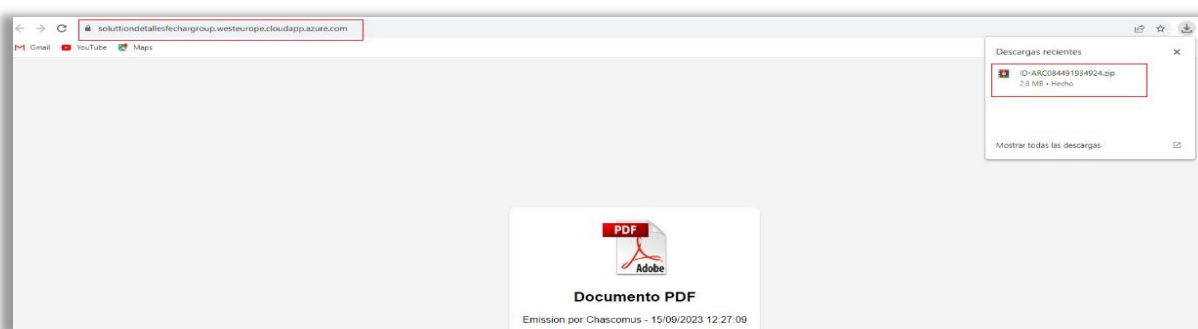 soluttiondetallesfechargroup.westeurope.cloudapp.azure.com
Gmail YouTube Maps
Descargas recientes
ID-ARC084491934924.zip
2,8 MB • Hecho
Mostrar todas las descargas
PDF
Adobe
Documento PDF
Emission por Chascomus - 15/09/2023 12:27:09